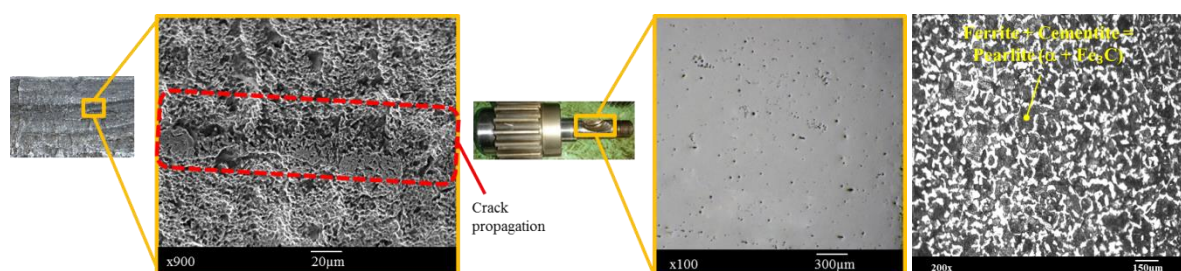 Crack
propagation
x900 20μm
x100 300μm
Ferrite + Cementite =
Pearlite (α + Fe₃C)
200x 150μm